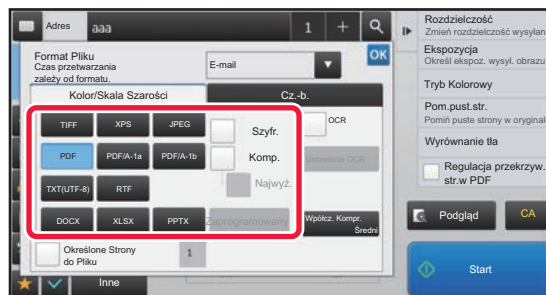 Adres
aaa
1
+
Format Pliku
Czas przetwarzania
zależy od formatu.
E-mail
OK
Kolor/Skala Szarości
Cz.-b.
TIFF
XPS
JPEG
Szyfr.
OCR
PDF
PDF/A-1a
PDF/A-1b
Komp.
Ustawienie OCR
TXT(UTF-8)
RTF
Najwyż.
DOCX
XLSX
PPTX
Zaprogramowany
Wpółcz. Kompr.
Średni
Określone Strony
do Pliku
1
Inne
Rozdzielczość
Zmień rozdzielczość wysyłan
Ekspozycja
Określ ekspoz. wysył. obrazu
Tryb Kolorowy
Pom.pust.str.
Pomiń puste strony w oryginal
Wyrównanie tła
Regulacja przekrzyw.
str.w PDF
Podgląd
CA
Start